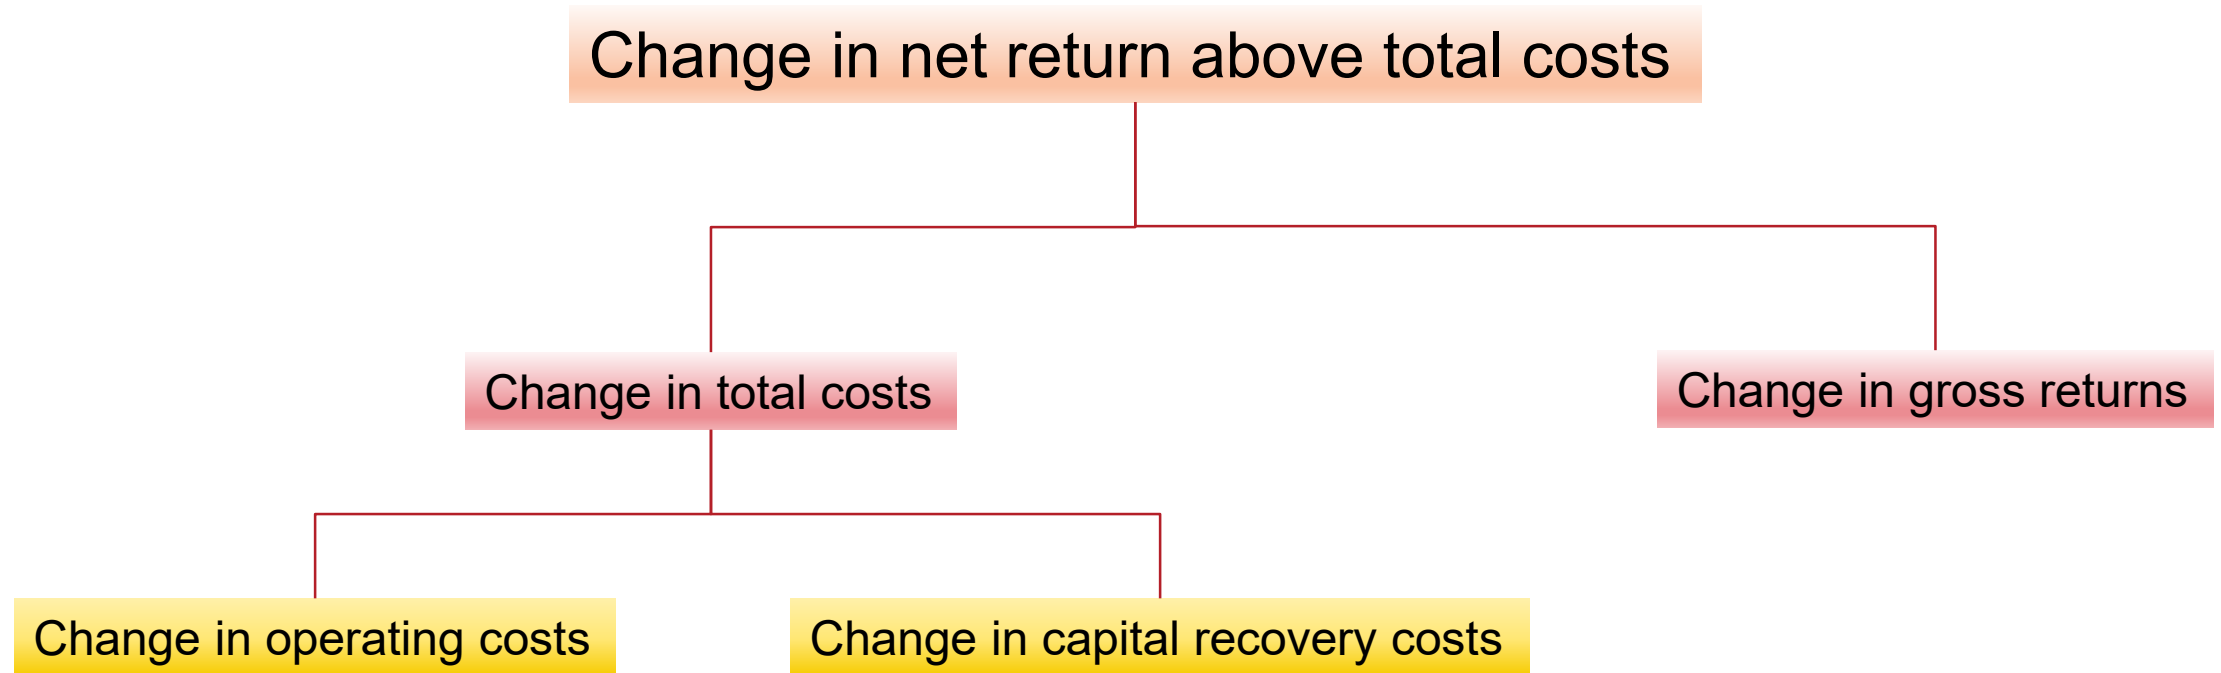 Change in net return above total costs
Change in total costs
Change in gross returns
Change in operating costs
Change in capital recovery costs